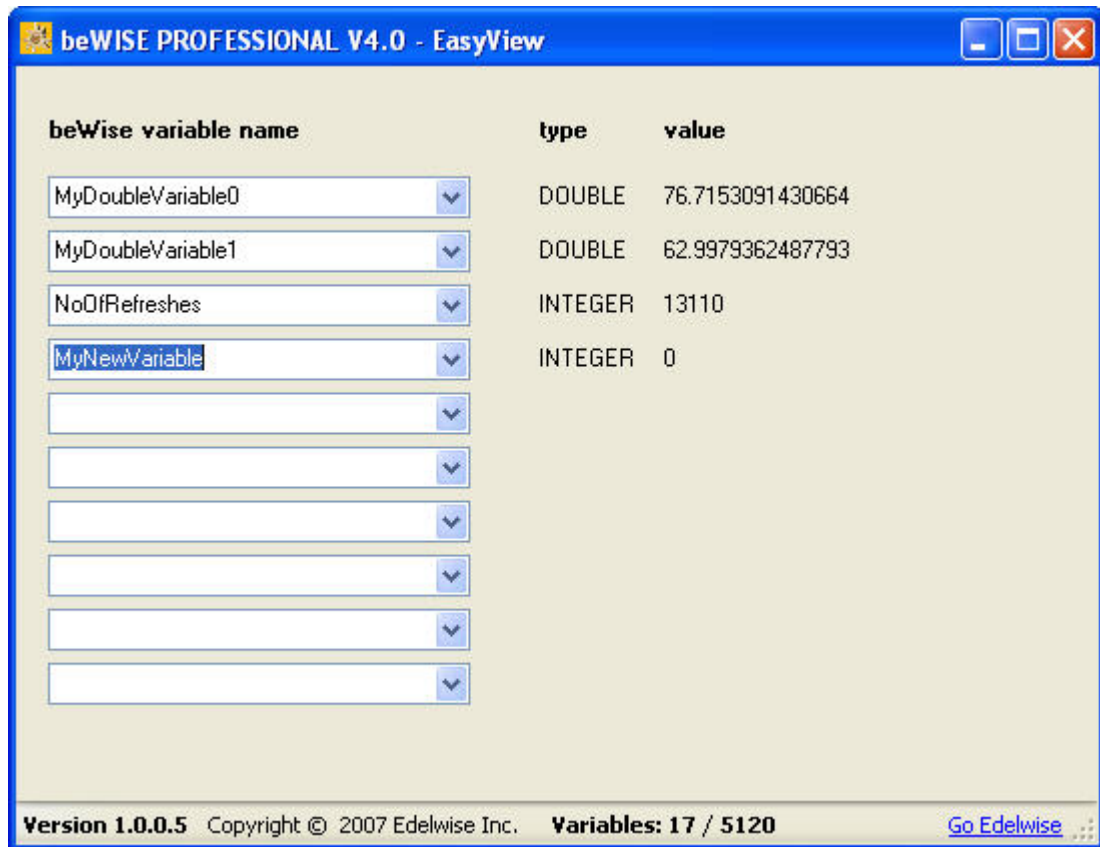 beWISE PROFESSIONAL V4.0 - EasyView
beWise variable name type value
MyDoubleVariable0 DOUBLE 76.7153091430664
MyDoubleVariable1 DOUBLE 62.9979362487793
NoOfRefreshes INTEGER 13110
MyNewVariable INTEGER 0
Version 1.0.0.5 Copyright © 2007 Edelwise Inc. Variables: 17 / 5120 Go Edelwise